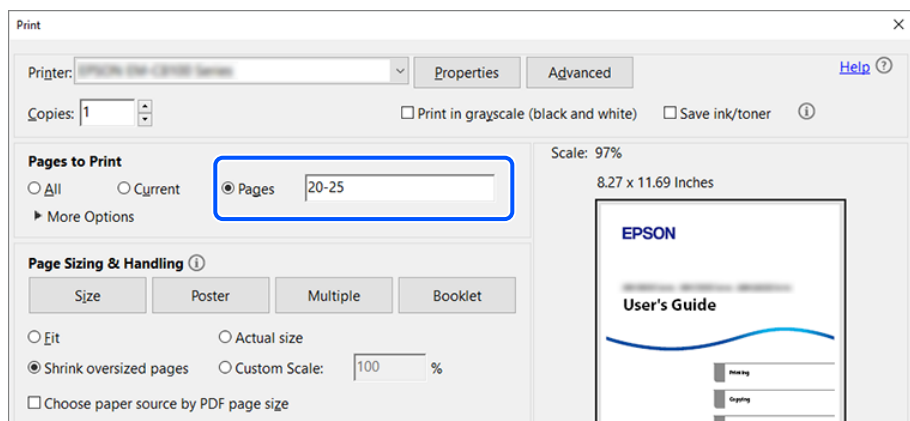 Print
Printer: Properties Advanced Help
Copies: 1 Print in grayscale (black and white) Save ink/toner
Pages to Print
All Current Pages 20-25
More Options
Scale: 97%
8.27 x 11.69 Inches
EPSON
User's Guide
Printing
Copying
Page Sizing & Handling
Size Poster Multiple Booklet
Fit Actual size
Shrink oversized pages Custom Scale: 100 %
Choose paper source by PDF page size